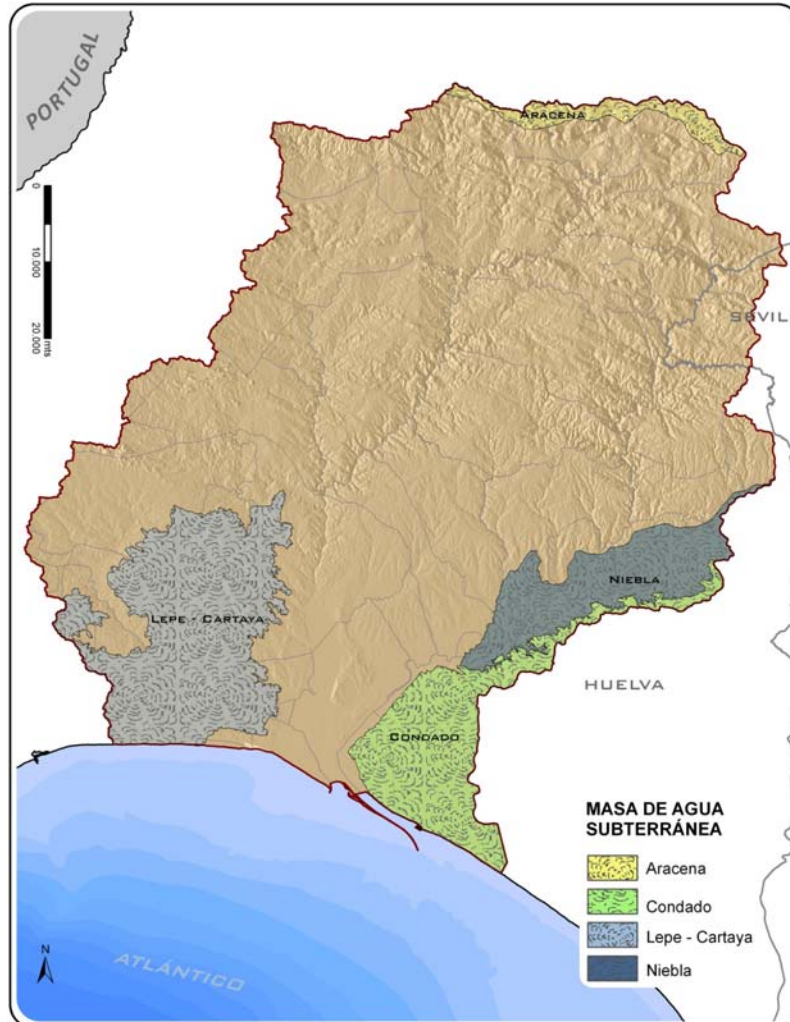 PORTUGAL
ARACENA
0
10.000
20.000
mts
SEVIL
NIEBLA
LEPE - CARTAYA
HUELVA
CONDADO
MASA DE AGUA
SUBTERRÁNEA
Aracena
Condado
Lepe - Cartaya
Niebla
N
ATLÁNTICO